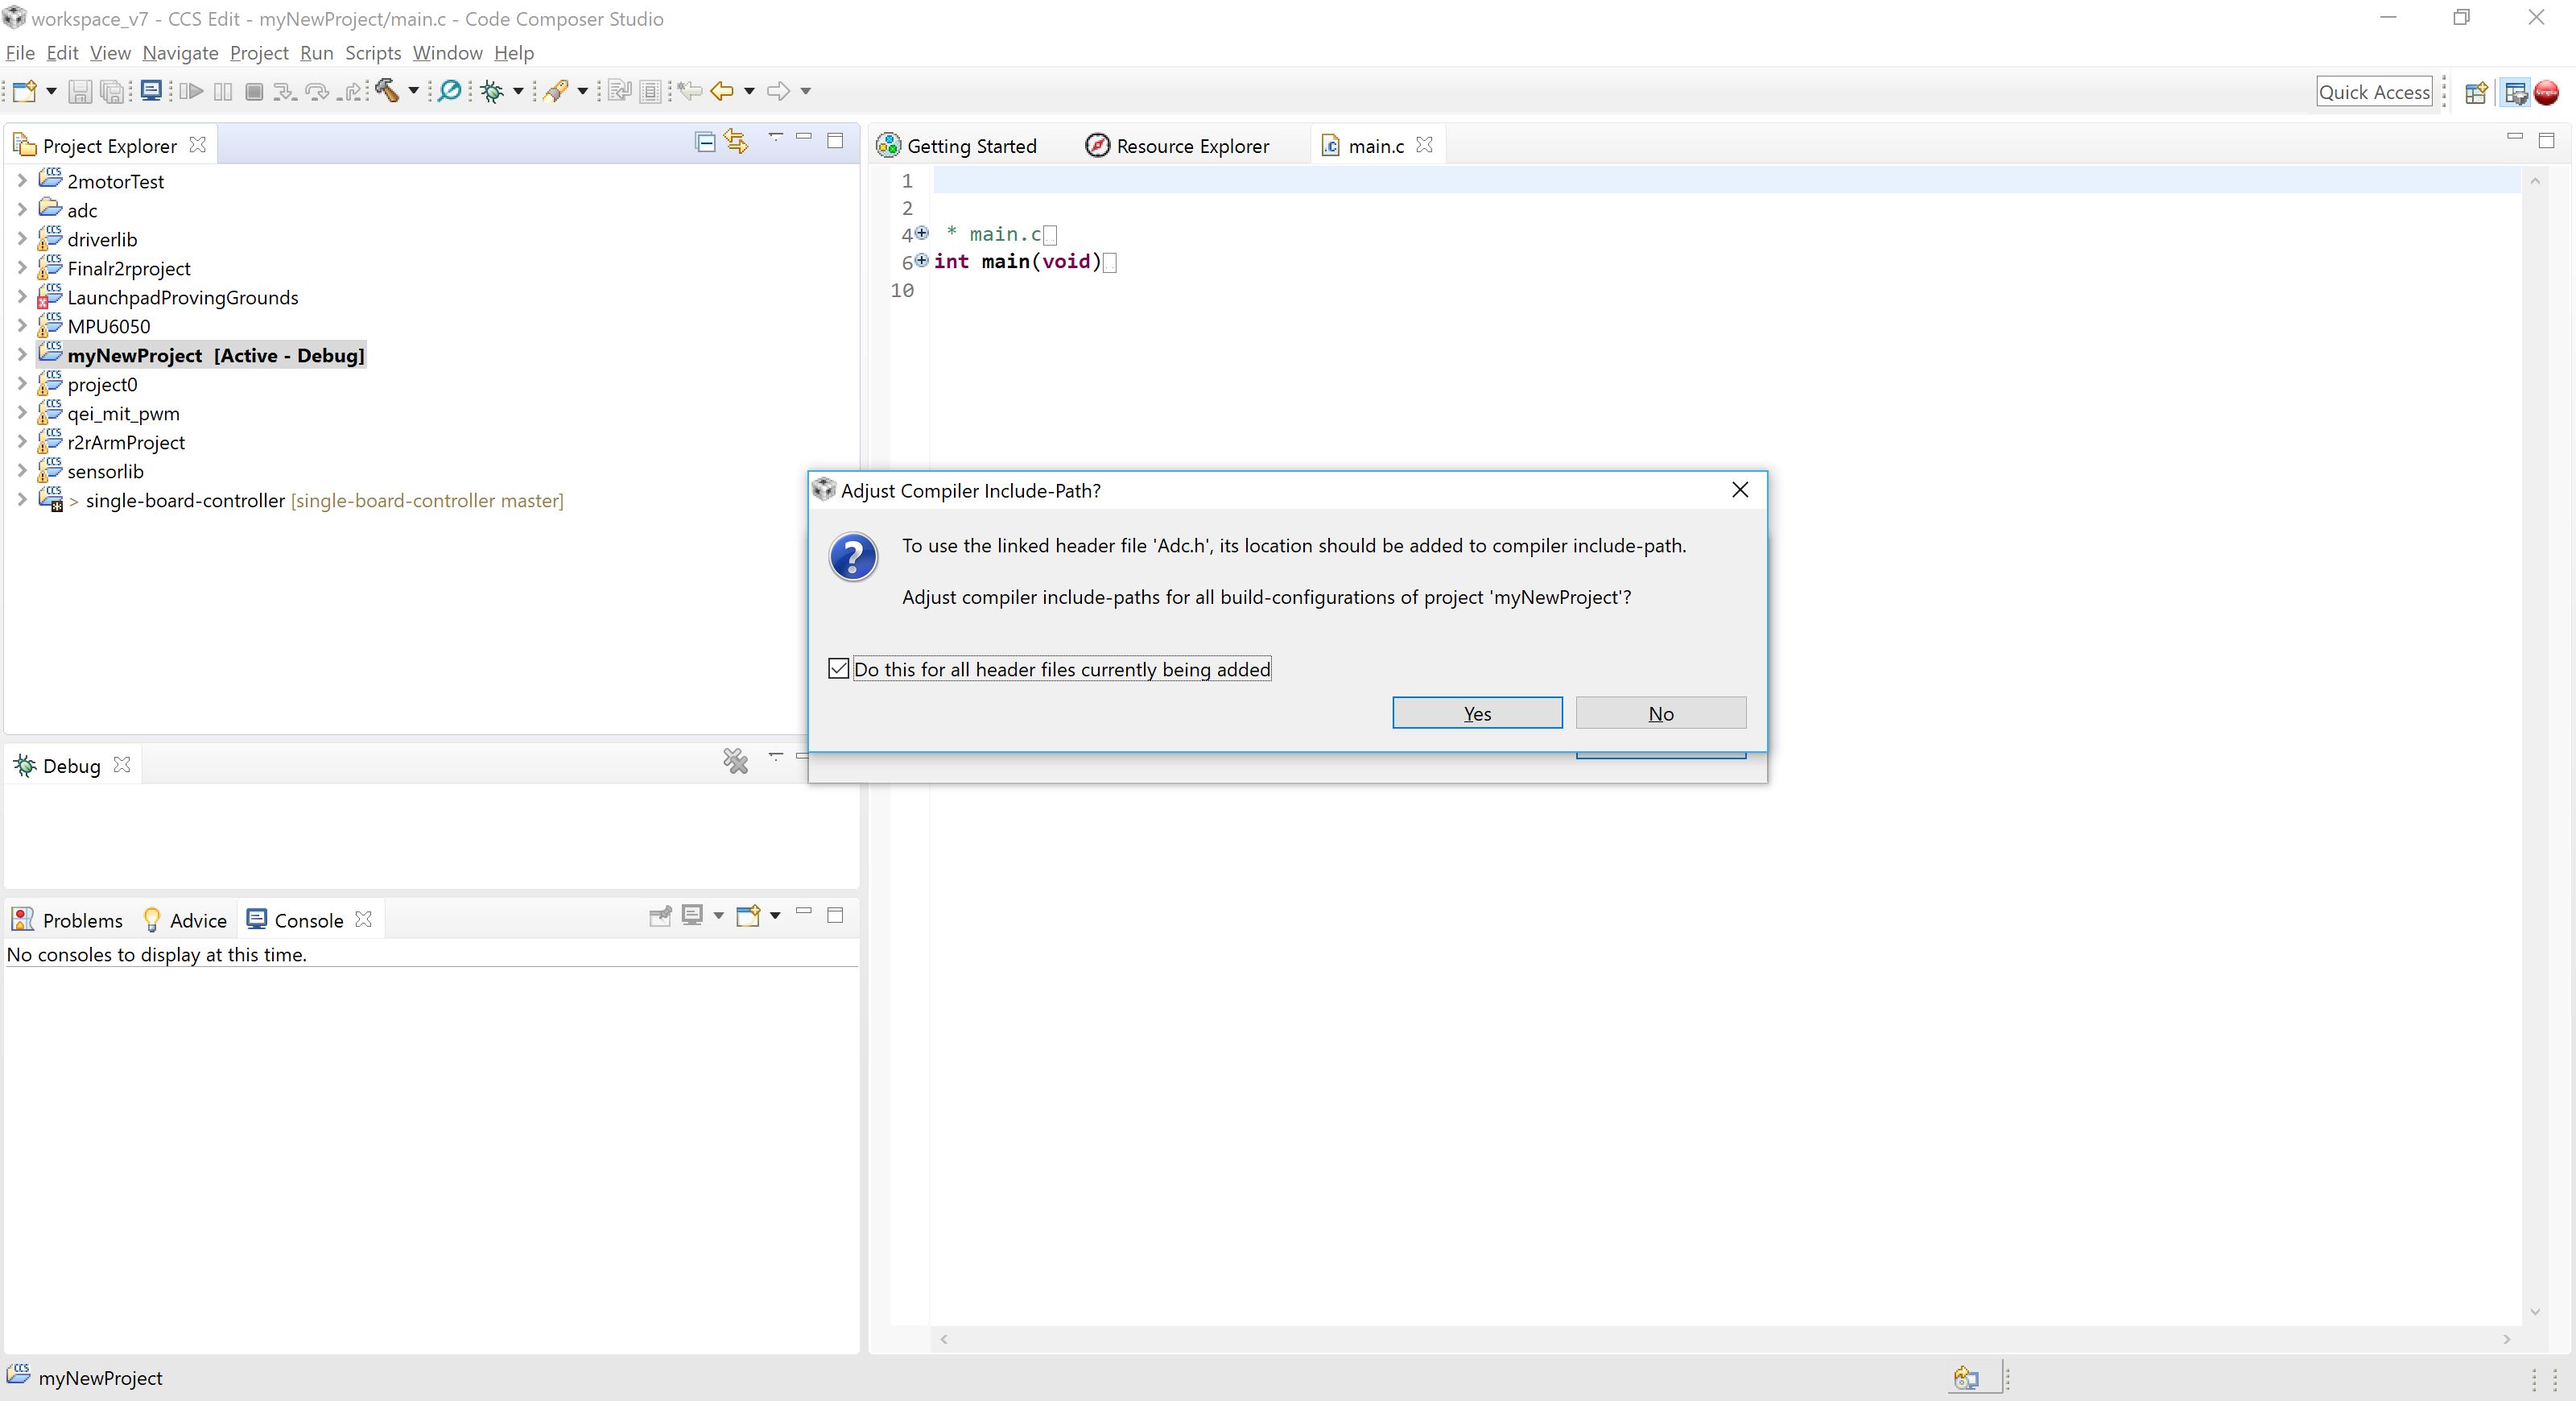 workspace_v7 - CCS Edit - myNewProject/main.c - Code Composer Studio
File Edit View Navigate Project Run Scripts Window Help
Quick Access
Project Explorer
2motorTest
adc
driverlib
Finalr2rproject
LaunchpadProvingGrounds
MPU6050
myNewProject [Active - Debug]
project0
qei_mit_pwm
r2rArmProject
sensorlib
> single-board-controller [single-board-controller master]
Getting Started Resource Explorer main.c
1
2
4 * main.c
6 int main(void)
10
Adjust Compiler Include-Path?
To use the linked header file 'Adc.h', its location should be added to compiler include-path.
Adjust compiler include-paths for all build-configurations of project 'myNewProject'?
Do this for all header files currently being added
Yes No
Debug
Problems Advice Console
No consoles to display at this time.
myNewProject